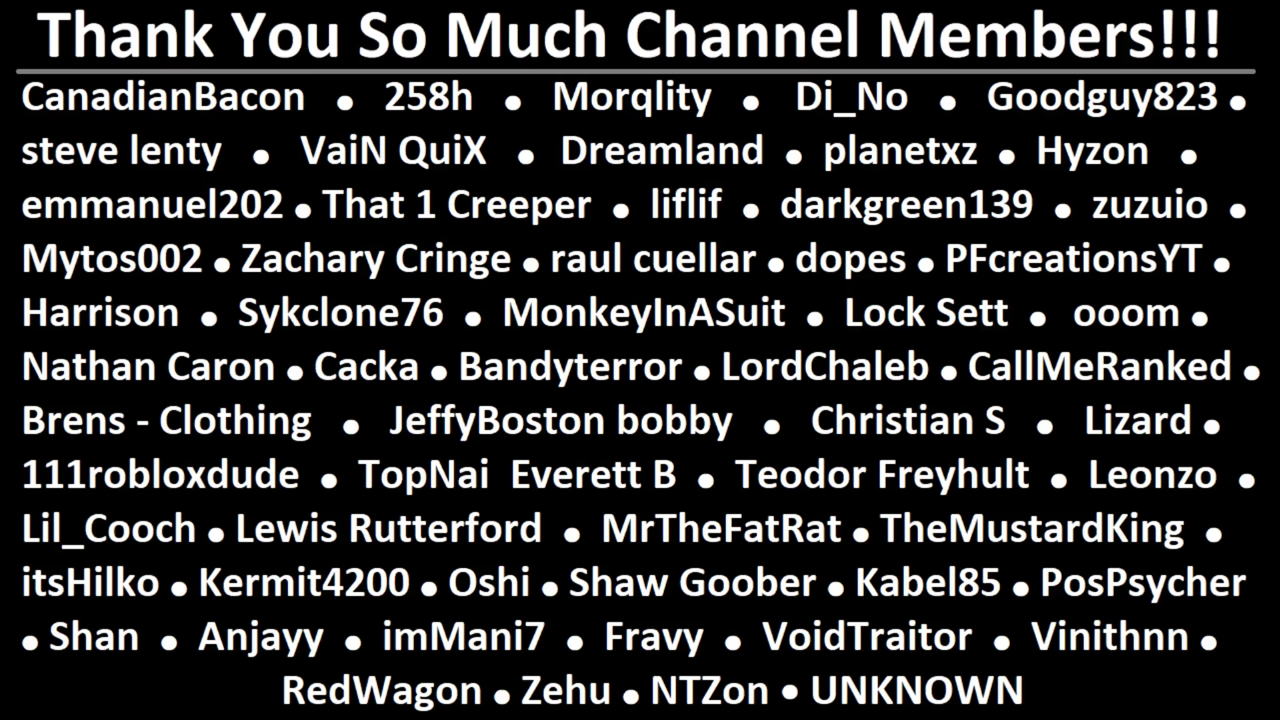 Thank You So Much Channel Members!!!
CanadianBacon ● 258h ● Morqlity ● Di_No ● Goodguy823 ●
steve lenty ● VaiN QuiX ● Dreamland ● planetxz ● Hyzon ●
emmanuel202 ● That 1 Creeper ● liflif ● darkgreen139 ● zuzuio ●
Mytos002 ● Zachary Cringe ● raul cuellar ● dopes ● PFcreationsYT ●
Harrison ● Sykclone76 ● MonkeyInASuit ● Lock Sett ● ooom ●
Nathan Caron ● Cacka ● Bandyterror ● LordChaleb ● CallMeRanked ●
Brens - Clothing ● JeffyBoston bobby ● Christian S ● Lizard ●
111robloxdude ● TopNai Everett B ● Teodor Freyhult ● Leonzo ●
Lil_Cooch ● Lewis Rutterford ● MrTheFatRat ● TheMustardKing ●
itsHilko ● Kermit4200 ● Oshi ● Shaw Goober ● Kabel85 ● PosPsycher
● Shan ● Anjayy ● imMani7 ● Fravy ● VoidTraitor ● Vinithnn ●
RedWagon ● Zehu ● NTZon • UNKNOWN